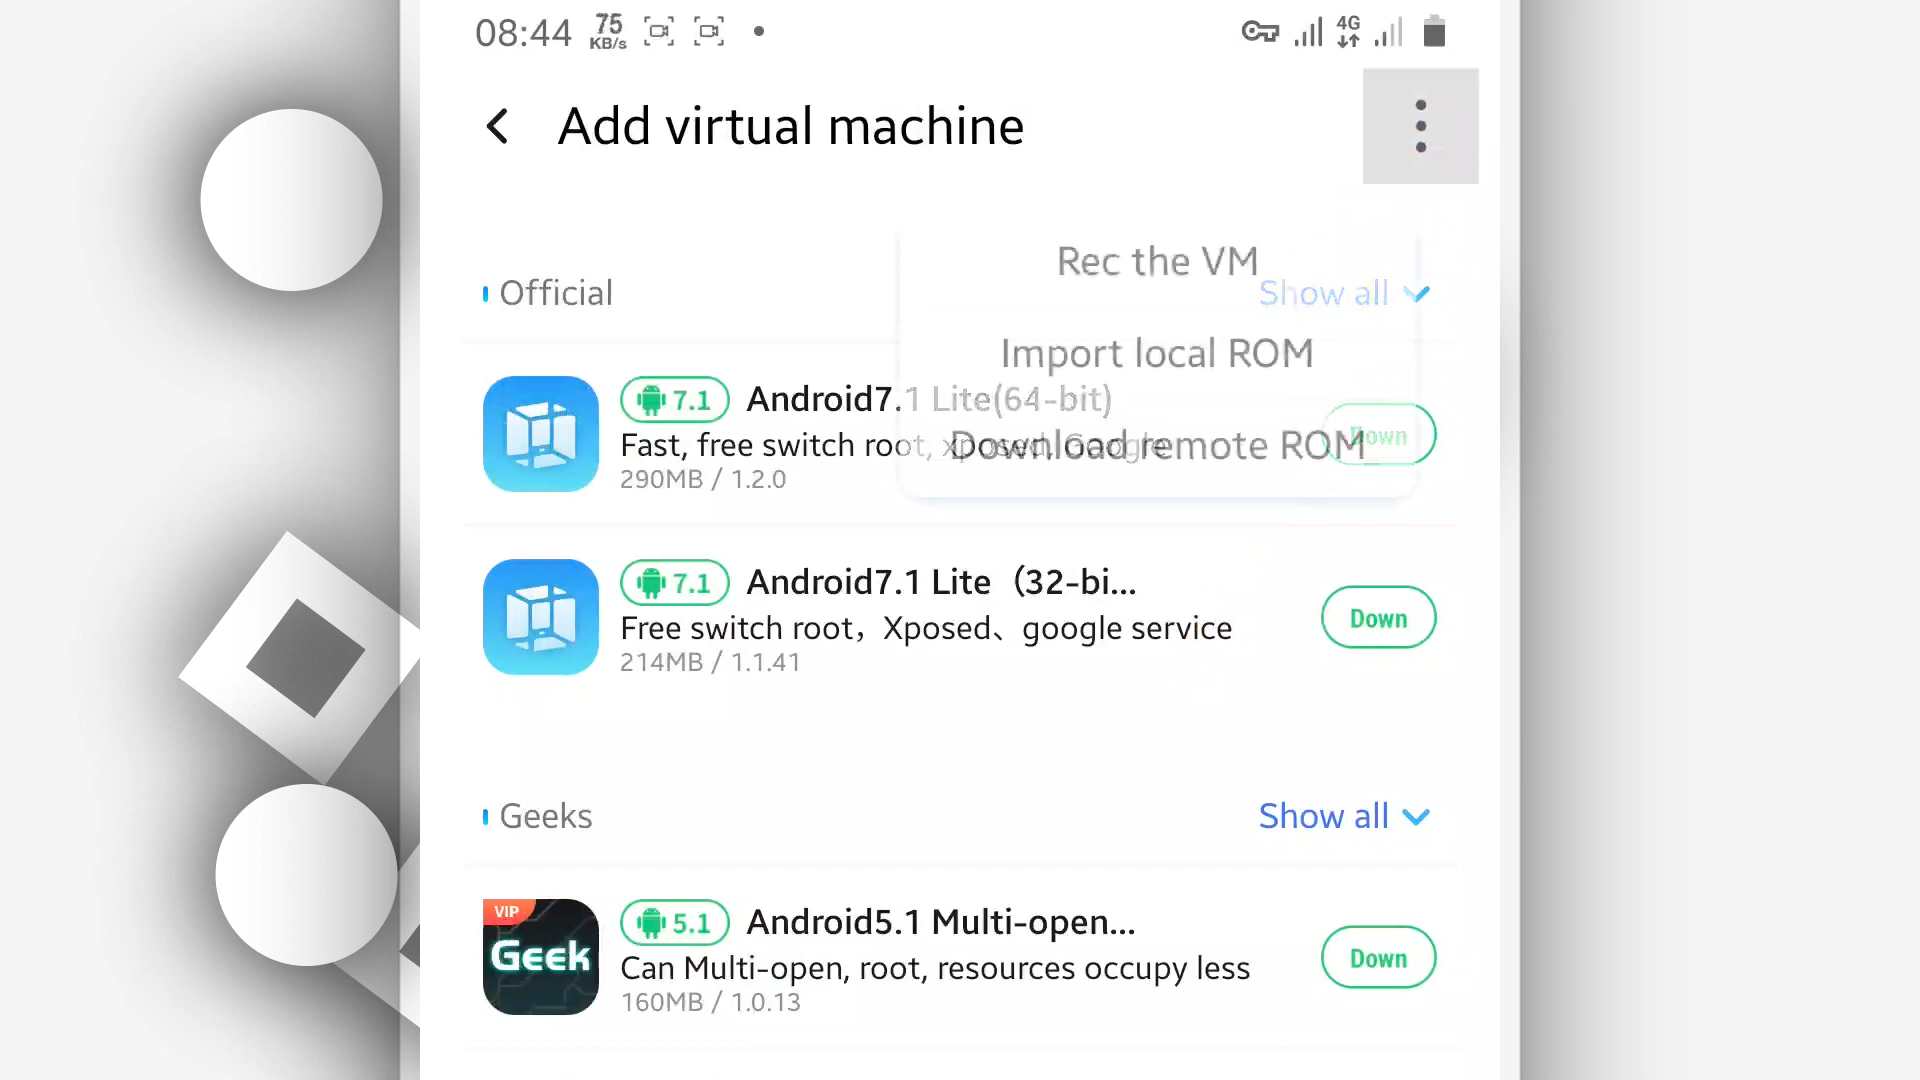 08:44 75 KB/s 4G
Add virtual machine
Rec the VM
Official Show all
Import local ROM
7.1 Android7.1 Lite(64-bit)
Down
Fast, free switch root, xposed, Google
Download remote ROM
290MB / 1.2.0
7.1 Android7.1 Lite（32-bi...
Free switch root，Xposed、google service
Down
214MB / 1.1.41
Geeks Show all
VIP
Geek
5.1 Android5.1 Multi-open...
Can Multi-open, root, resources occupy less
Down
160MB / 1.0.13